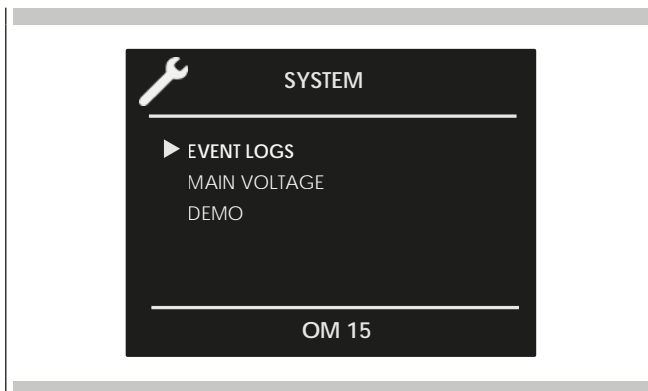 SYSTEM
EVENT LOGS
MAIN VOLTAGE
DEMO
OM 15